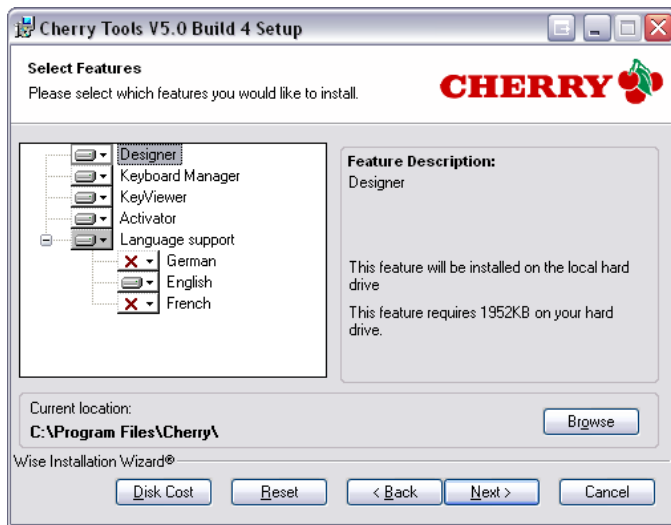 Cherry Tools V5.0 Build 4 Setup
Select Features
Please select which features you would like to install.
CHERRY
Designer
Keyboard Manager
KeyViewer
Activator
Language support
German
English
French
Feature Description:
Designer
This feature will be installed on the local hard
drive
This feature requires 1952KB on your hard
drive.
Current location:
C:\Program Files\Cherry\
Browse
Wise Installation Wizard®
Disk Cost
Reset
< Back
Next >
Cancel